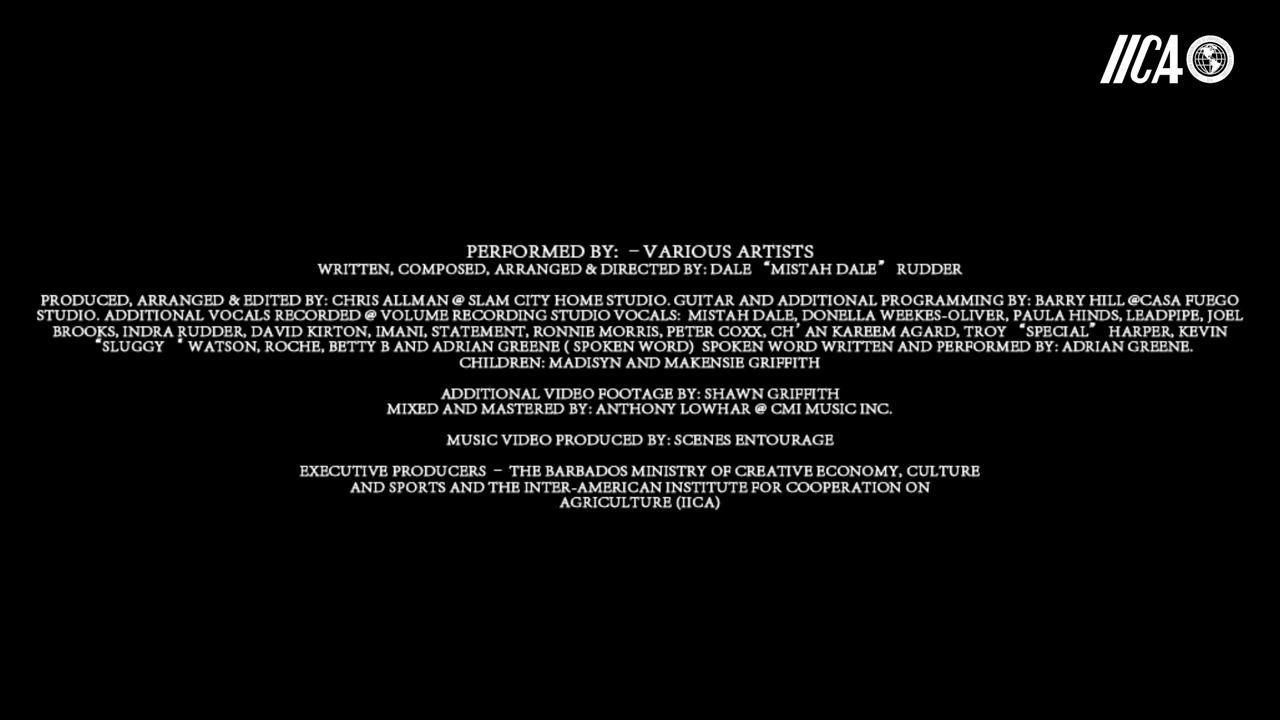 IICA
PERFORMED BY: – VARIOUS ARTISTS
WRITTEN, COMPOSED, ARRANGED & DIRECTED BY: DALE “MISTAH DALE” RUDDER
PRODUCED, ARRANGED & EDITED BY: CHRIS ALLMAN @ SLAM CITY HOME STUDIO. GUITAR AND ADDITIONAL PROGRAMMING BY: BARRY HILL @CASA FUEGO
STUDIO. ADDITIONAL VOCALS RECORDED @ VOLUME RECORDING STUDIO VOCALS: MISTAH DALE, DONELLA WEEKES-OLIVER, PAULA HINDS, LEADPIPE, JOEL
BROOKS, INDRA RUDDER, DAVID KIRTON, IMANI, STATEMENT, RONNIE MORRIS, PETER COXX, CH’AN KAREEM AGARD, TROY “SPECIAL” HARPER, KEVIN
“SLUGGY “ WATSON, ROCHE, BETTY B AND ADRIAN GREENE ( SPOKEN WORD) SPOKEN WORD WRITTEN AND PERFORMED BY: ADRIAN GREENE.
CHILDREN: MADISYN AND MAKENSIE GRIFFITH
ADDITIONAL VIDEO FOOTAGE BY: SHAWN GRIFFITH
MIXED AND MASTERED BY: ANTHONY LOWHAR @ CMI MUSIC INC.
MUSIC VIDEO PRODUCED BY: SCENES ENTOURAGE
EXECUTIVE PRODUCERS – THE BARBADOS MINISTRY OF CREATIVE ECONOMY, CULTURE
AND SPORTS AND THE INTER-AMERICAN INSTITUTE FOR COOPERATION ON
AGRICULTURE (IICA)